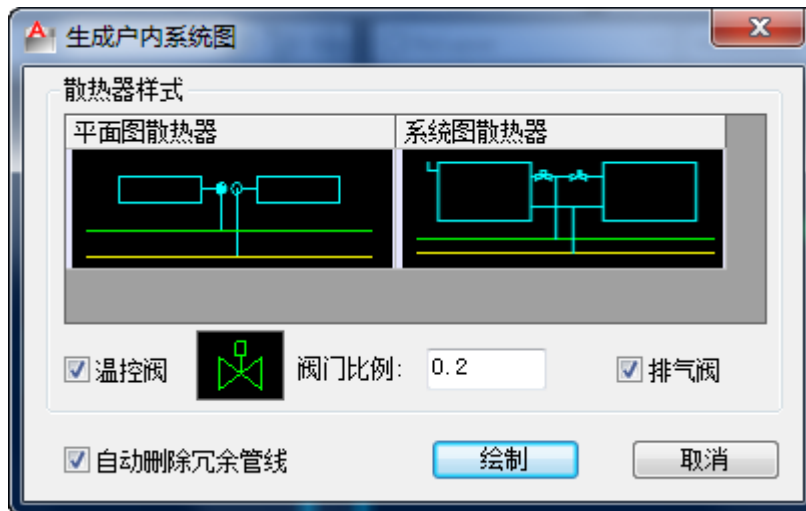 生成户内系统图
散热器样式
平面图散热器 系统图散热器
温控阀 阀门比例: 0.2 排气阀
自动删除冗余管线 绘制 取消